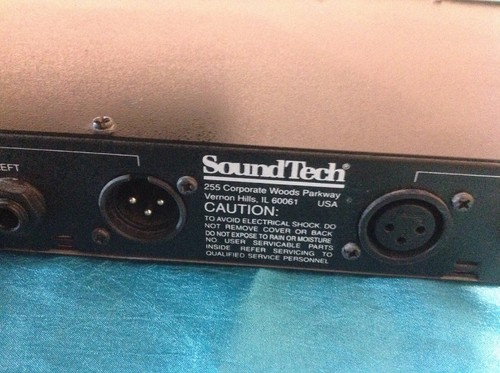 EFT
SoundTech®
255 Corporate Woods Parkway
Vernon Hills, IL 60061 USA
CAUTION:
TO AVOID ELECTRICAL SHOCK, DO
NOT REMOVE COVER OR BACK
DO NOT EXPOSE TO RAIN OR MOISTURE
NO USER SERVICABLE PARTS
INSIDE REFER SERVICING TO
QUALIFIED SERVICE PERSONNEL